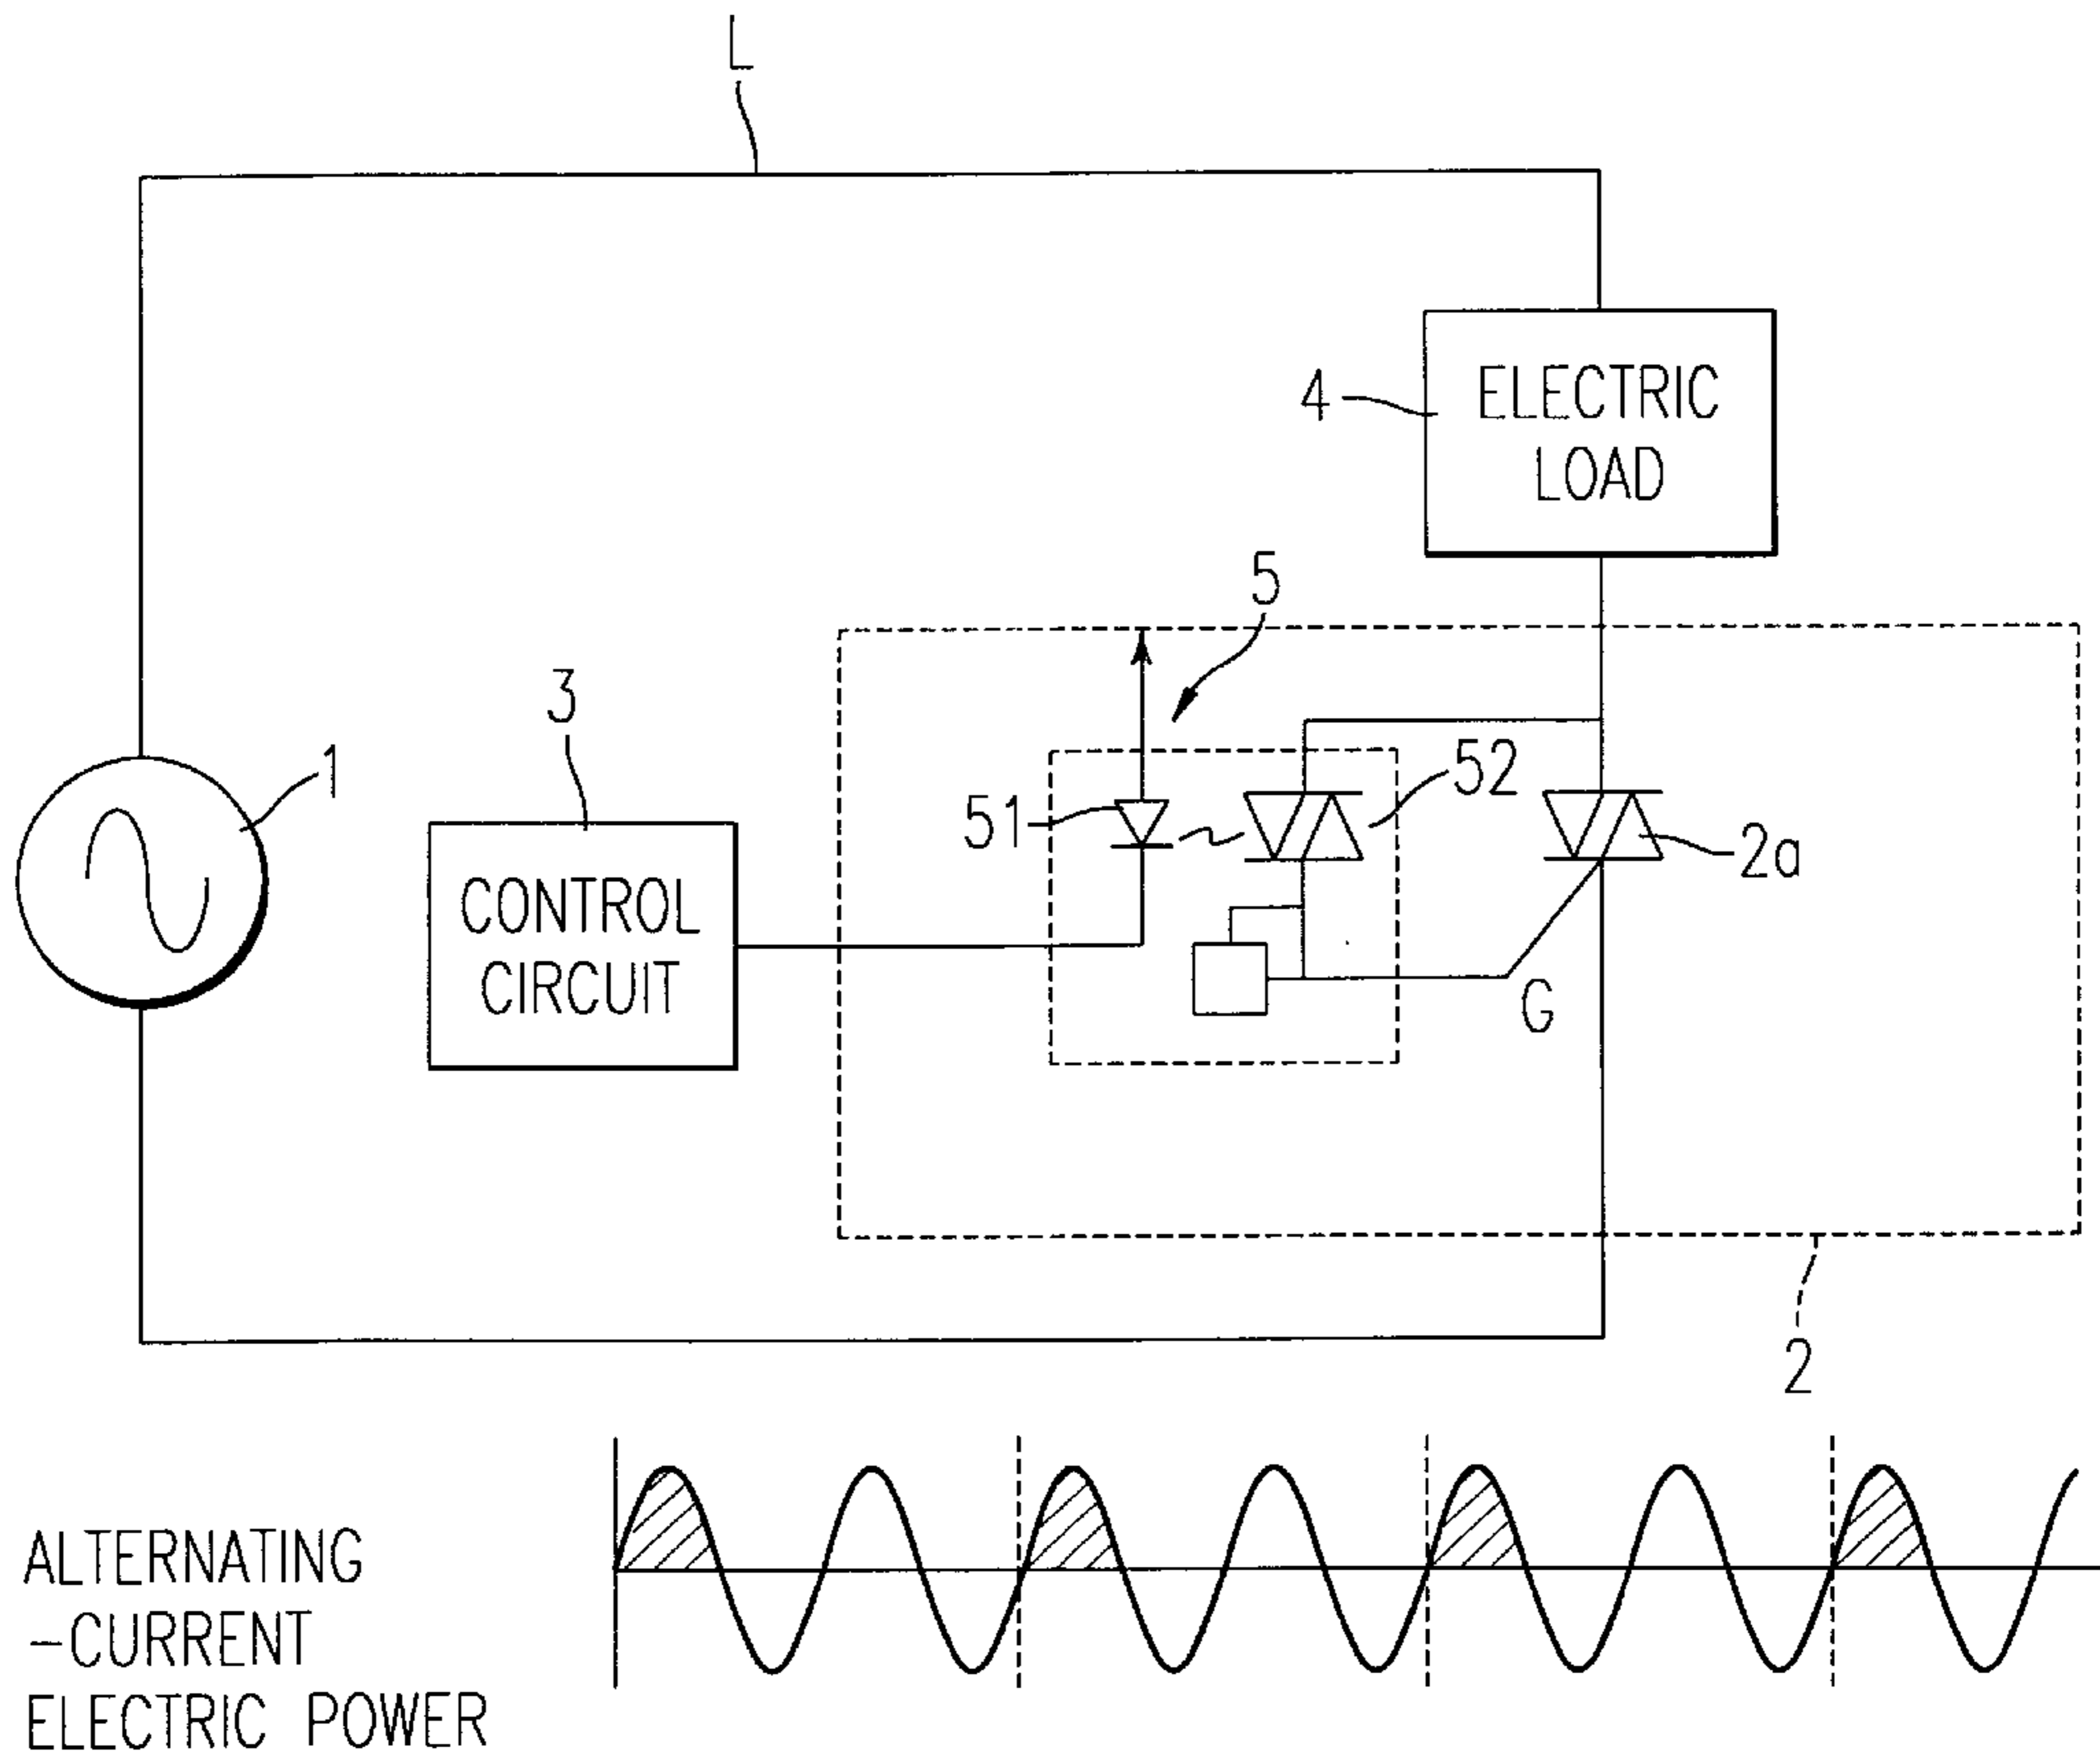 L
4
ELECTRIC
LOAD
5
3
1
51
52
2a
CONTROL
CIRCUIT
G
2
ALTERNATING
-CURRENT
ELECTRIC POWER